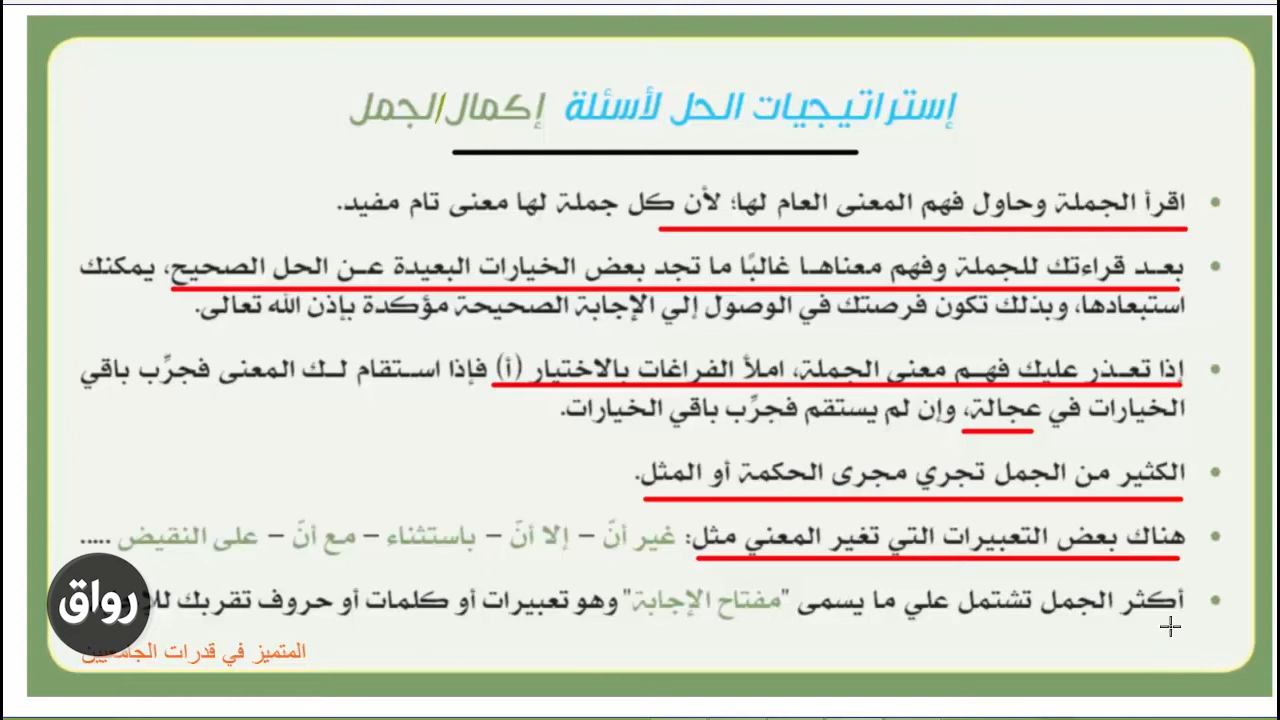 إستراتيجيات الحل لأسئلة إكمال الجمل
• اقرأ الجملة وحاول فهم المعنى العام لها؛ لأن كل جملة لها معنى تام مفيد.
• بعد قراءتك للجملة وفهم معناها غالبًا ما تجد بعض الخيارات البعيدة عن الحل الصحيح، يمكنك
استبعادها، وبذلك تكون فرصتك في الوصول إلي الإجابة الصحيحة مؤكدة بإذن الله تعالى.
• إذا تعذر عليك فهم معنى الجملة، املأ الفراغات بالاختيار (أ) فإذا استقام لك المعنى فجرِّب باقي
الخيارات في عجالة، وإن لم يستقم فجرِّب باقي الخيارات.
• الكثير من الجمل تجري مجرى الحكمة أو المثل.
• هناك بعض التعبيرات التي تغير المعني مثل: غير أنّ – إلا أنّ – باستثناء – مع أنّ – على النقيض .....
• أكثر الجمل تشتمل علي ما يسمى "مفتاح الإجابة" وهو تعبيرات أو كلمات أو حروف تقربك
رواق
المتميز في قدرات الجامعيين